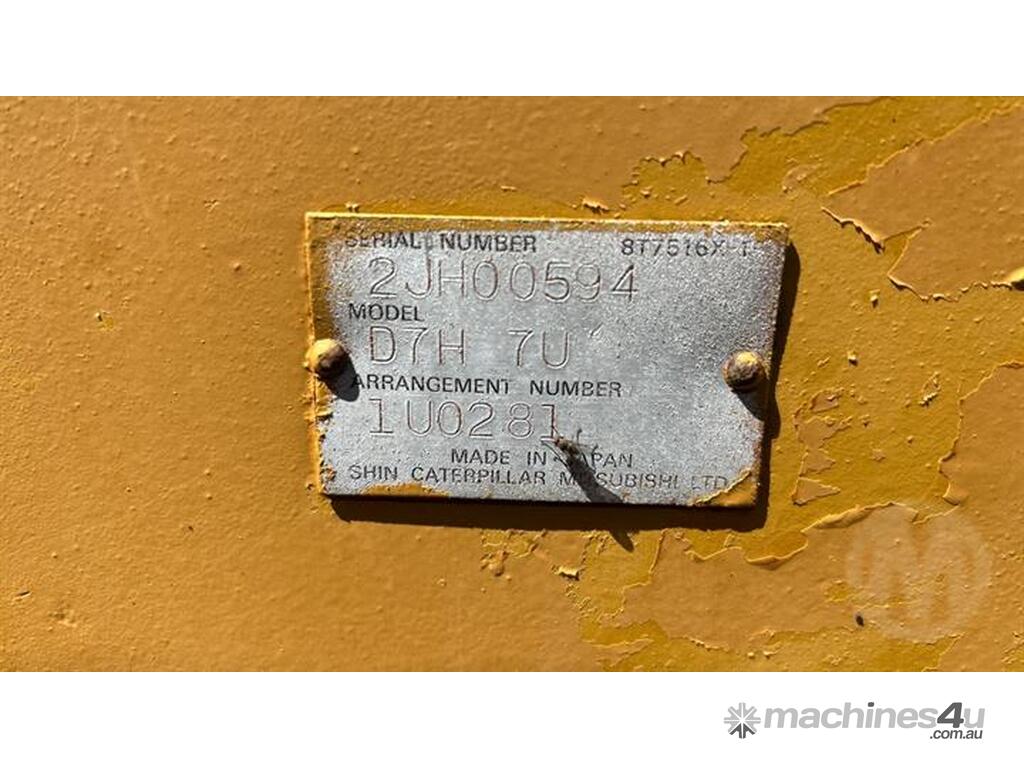 SERIAL NUMBER 8T7516X-1
2JH00594
MODEL
D7H 7U
ARRANGEMENT NUMBER
1U0281
MADE IN JAPAN
SHIN CATERPILLAR MITSUBISHI LTD
M
machines4u
.com.au